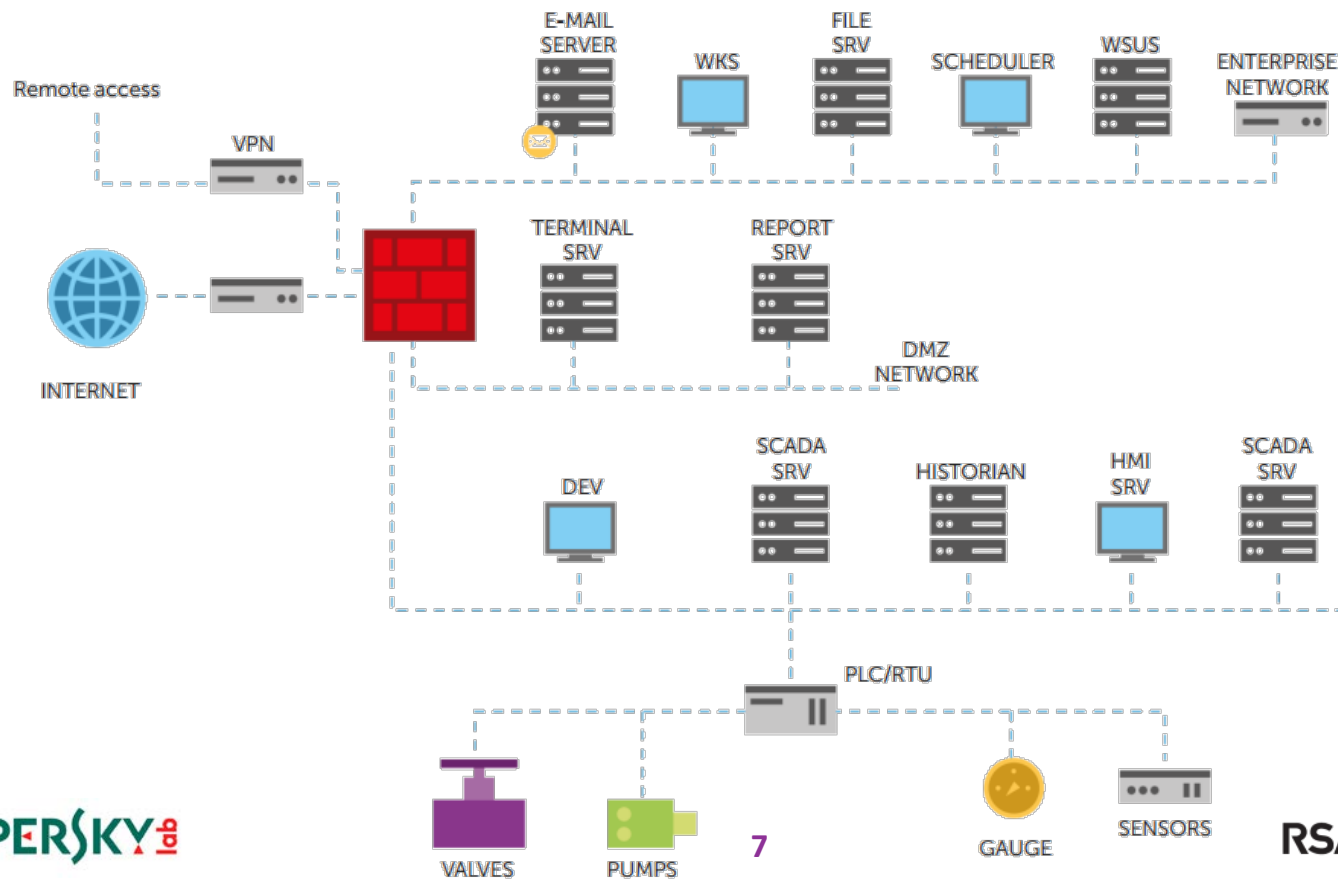 E-MAIL
SERVER
WKS
FILE
SRV
SCHEDULER
WSUS
ENTERPRISE
NETWORK
Remote access
VPN
TERMINAL
SRV
REPORT
SRV
INTERNET
DMZ
NETWORK
DEV
SCADA
SRV
HISTORIAN
HMI
SRV
SCADA
SRV
PLC/RTU
VALVES
PUMPS
GAUGE
SENSORS
PERSKY lab
7
RSA